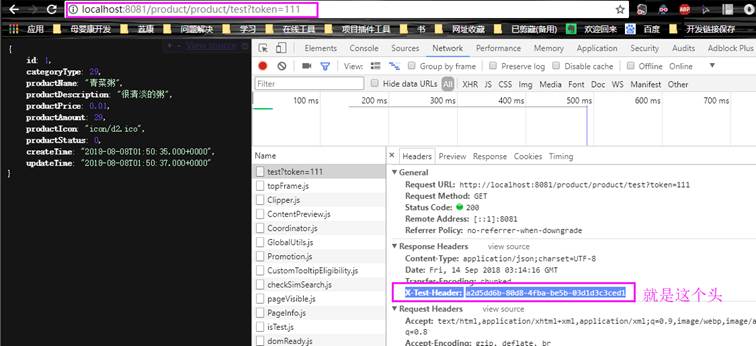 localhost:8081/product/product/test?token=111
应用 母婴康开发 蓝康 问题解决 学习 在线工具 项目插件工具 书 网址收藏 已剪藏(备用) 欢迎回来 百度 开发链接保存
View source
{
id: 1,
categoryType: 29,
productName: "青菜粥",
productDescription: "很清淡的粥",
productPrice: 0.01,
productAmount: 29,
productIcon: "icon/d2.ico",
productStatus: 0,
createTime: "2018-08-08T01:50:35.000+0000",
updateTime: "2018-08-08T01:50:37.000+0000"
}
Elements Console Sources Network Performance Memory Application Security Audits Adblock Plus
View: Group by frame Preserve log Disable cache Offline Online
Filter Hide data URLs All XHR JS CSS Img Media Font Doc WS Manifest Other
100 ms 200 ms 300 ms 400 ms 500 ms 600 ms 700 ms
Name
test?token=111
topFrame.js
Clipper.js
ContentPreview.js
Coordinator.js
GlobalUtils.js
Promotion.js
CustomTooltipEligibility.js
checkSimSearch.js
pageVisible.js
PageInfo.js
isTest.js
domReady.js
Headers Preview Response Cookies Timing
General
Request URL: http://localhost:8081/product/product/test?token=111
Request Method: GET
Status Code: 200
Remote Address: [::1]:8081
Referrer Policy: no-referrer-when-downgrade
Response Headers view source
Content-Type: application/json;charset=UTF-8
Date: Fri, 14 Sep 2018 03:14:16 GMT
Transfer-Encoding: chunked
X-Test-Header: a2d5dd6b-80d8-4fba-be5b-03d1d3c3ced1
就是这个头
Request Headers view source
Accept: text/html,application/xhtml+xml,application/xml;q=0.9,image/webp,image/a
q=0.8
Accept-Encoding: gzip, deflate, br